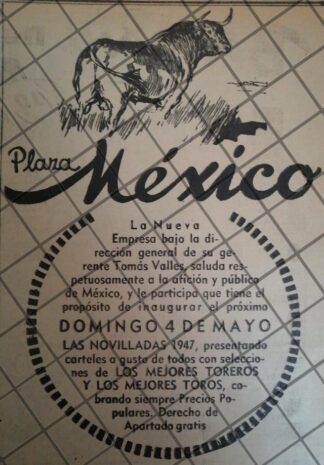 Plaza
México
La Nueva
Empresa bajo la di-
rección general de su ge-
rente Tomás Valles, saluda res-
petuosamente a la afición y público
de México, y le participa que tiene el
propósito de inaugurar el próximo
DOMINGO 4 DE MAYO
LAS NOVILLADAS 1947, presentando
carteles a gusto de todos con seleccio-
nes de LOS MEJORES TOREROS
Y LOS MEJORES TOROS, co-
brando siempre Precios Po-
pulares. Derecho de
Apartado gratis